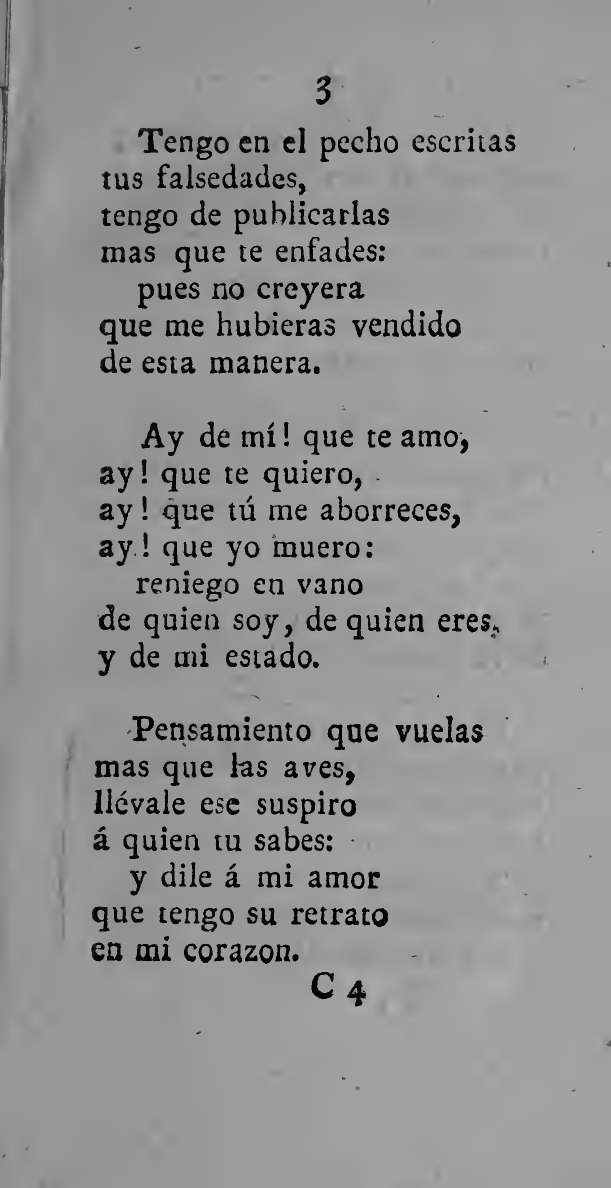 3
Tengo en el pecho escritas
tus falsedades,
tengo de publicarlas
mas que te enfades:
pues no creyera
que me hubieras vendido
de esta manera.
Ay de mí! que te amo,
ay! que te quiero,
ay! que tú me aborreces,
ay! que yo muero:
reniego en vano
de quien soy, de quien eres,
y de mi estado.
Pensamiento que vuelas
mas que las aves,
llévale ese suspiro
á quien tu sabes:
y dile á mi amor
que tengo su retrato
en mi corazon.
C 4